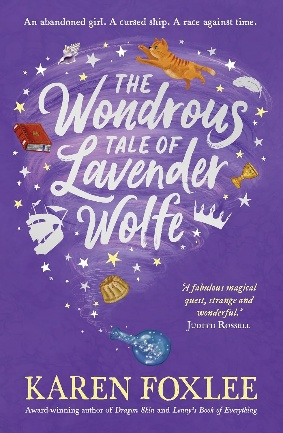 An abandoned girl. A cursed ship. A race against time.
THE
Wondrous
TALE OF
Lavender
Wolfe
'A fabulous magical
quest, strange and
wonderful.'
JUDITH ROSSELL
KAREN FOXLEE
Award-winning author of Dragon Skin and Lenny's Book of Everything